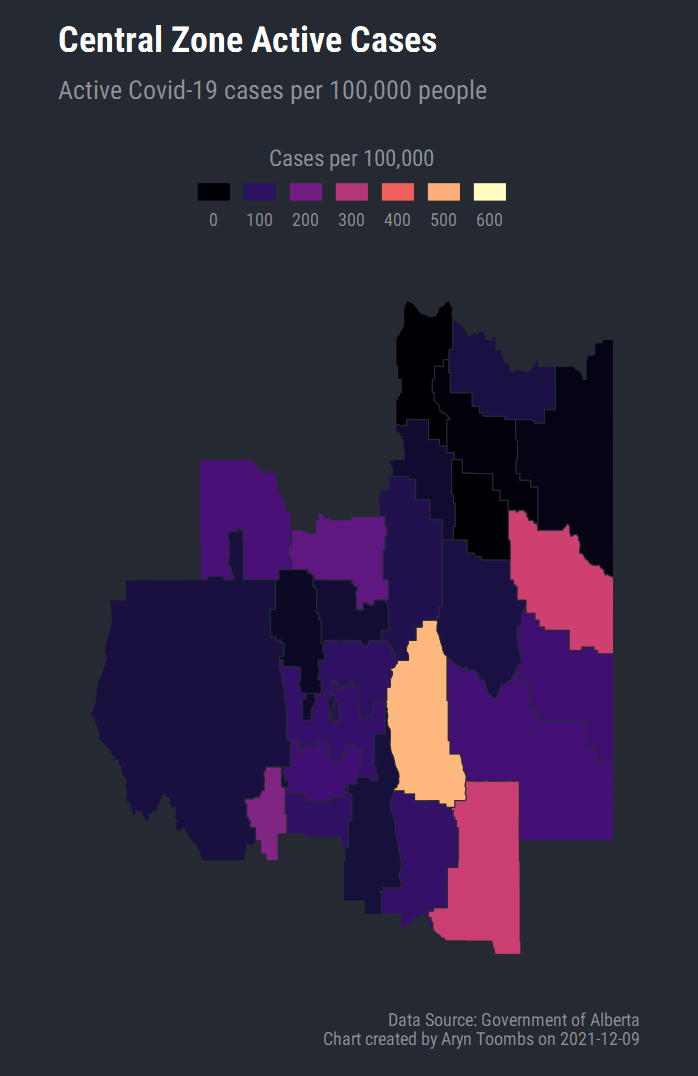 Central Zone Active Cases
Active Covid-19 cases per 100,000 people
Cases per 100,000
0 100 200 300 400 500 600
Data Source: Government of Alberta
Chart created by Aryn Toombs on 2021-12-09